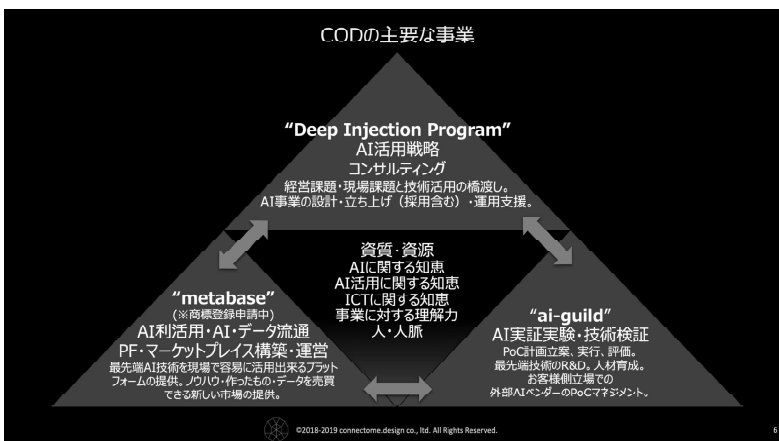 CODの主要な事業
“Deep Injection Program”
AI活用戦略
コンサルティング
経営課題・現場課題と技術活用の橋渡し。
AI事業の設計・立ち上げ（採用含む）・運用支援。
資質・資源
AIに関する知恵
AI活用に関する知恵
ICTに関する知恵
事業に対する理解力
人・人脈
“metabase”
(※商標登録申請中)
AI利活用・AI・データ流通
PF・マーケットプレイス構築・運営
最先端AI技術を現場で容易に活用出来るプラット
フォームの提供。ノウハウ・作ったもの・データを売買
できる新しい市場の提供。
“ai-guild”
AI実証実験・技術検証
PoC計画立案、実行、評価。
最先端技術のR&D。人材育成。
お客様側立場での
外部AIベンダーのPoCマネジメント。
©2018-2019 connectome.design co., ltd. All Rights Reserved.
6